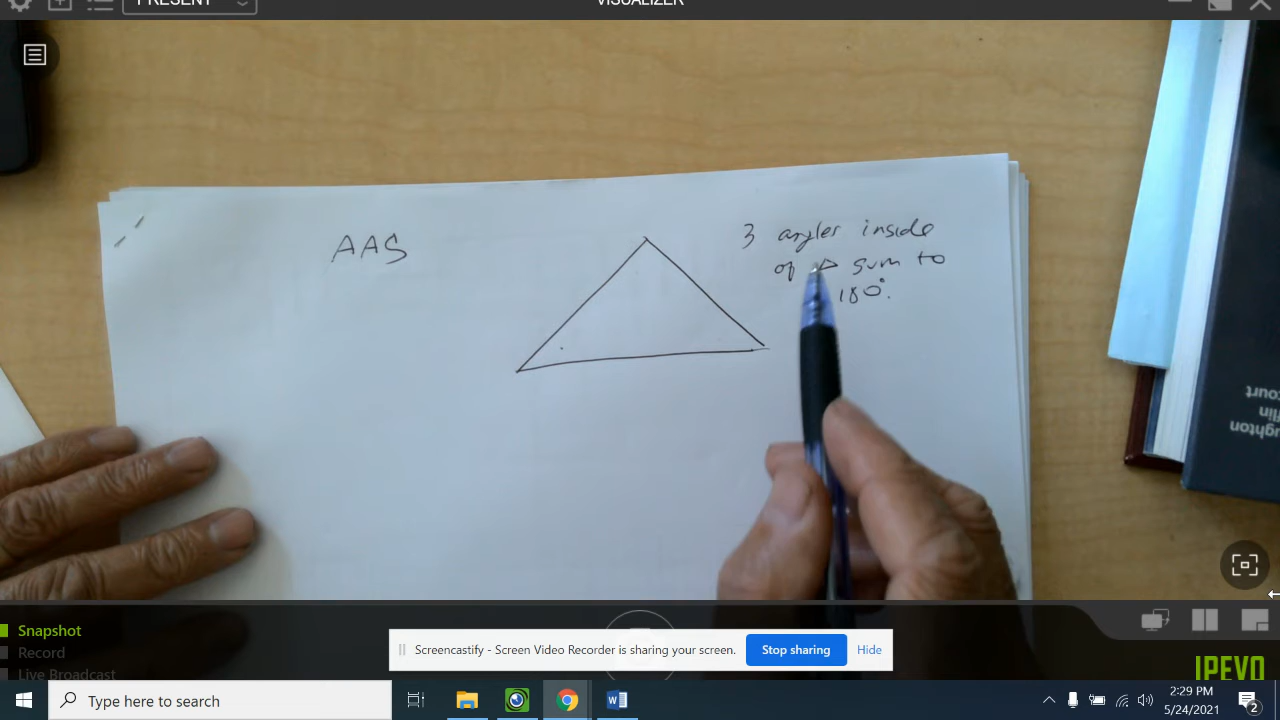 PRESENT
VISUALIZER
AAS
3 angles inside
of △ sum to
180°.
Snapshot
Record
Live Broadcast
Screencastify - Screen Video Recorder is sharing your screen.
Stop sharing
Hide
IPEVO
Type here to search
2:29 PM
5/24/2021
2